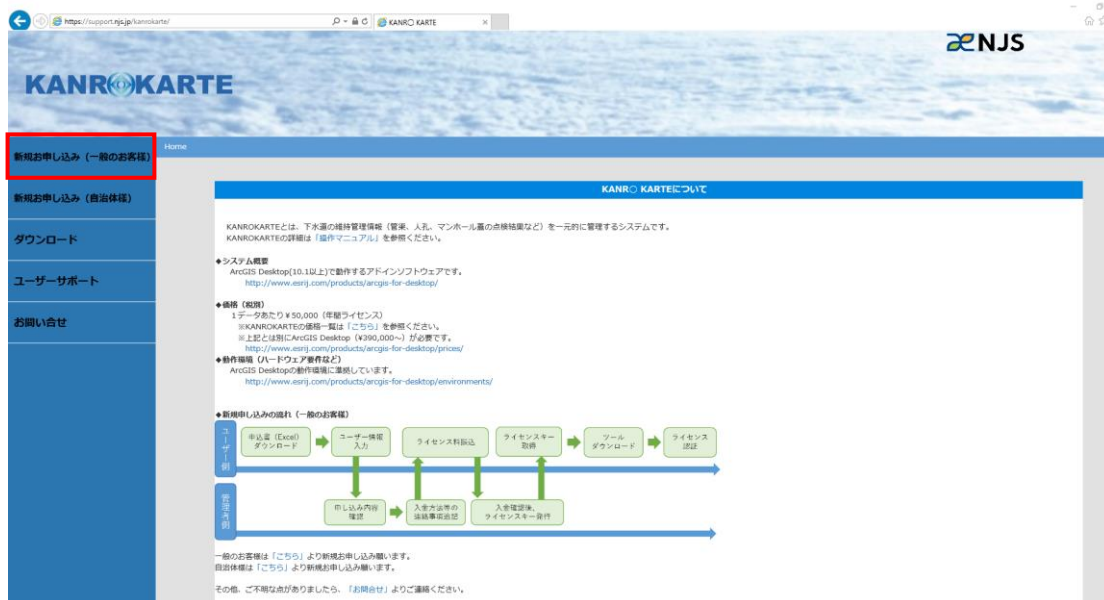 https://support.njs.jp/kanrokarte/
KANRO KARTE
NJS
KANROKARTE
新規お申し込み（一般のお客様）
新規お申し込み（自治体様）
ダウンロード
ユーザーサポート
お問い合せ
Home
KANR○ KARTEについて
KANROKARTEとは、下水道の維持管理情報（管渠、人孔、マンホール蓋の点検結果など）を一元的に管理するシステムです。
KANROKARTEの詳細は「操作マニュアル」を参照ください。
◆システム概要
ArcGIS Desktop(10.1以上)で動作するアドインソフトウェアです。
http://www.esrij.com/products/arcgis-for-desktop/
◆価格（税別）
1データあたり￥50,000（年間ライセンス）
※KANROKARTEの価格一覧は「こちら」を参照ください。
※上記とは別にArcGIS Desktop（¥390,000～）が必要です。
http://www.esrij.com/products/arcgis-for-desktop/prices/
◆動作環境（ハードウェア要件など）
ArcGIS Desktopの動作環境に準拠しています。
http://www.esrij.com/products/arcgis-for-desktop/environments/
◆新規申し込みの流れ（一般のお客様）
ユーザー側
申込書（Excel）
ダウンロード
ユーザー情報
入力
ライセンス料振込
ライセンスキー
取得
ツール
ダウンロード
ライセンス
認証
管理者側
申し込み内容
確認
入金方法等の
連絡事項送認
入金確認後、
ライセンスキー発行
一般のお客様は「こちら」より新規お申し込み願います。
自治体様は「こちら」より新規お申し込み願います。
その他、ご不明な点がありましたら、「お問合せ」よりご連絡ください。